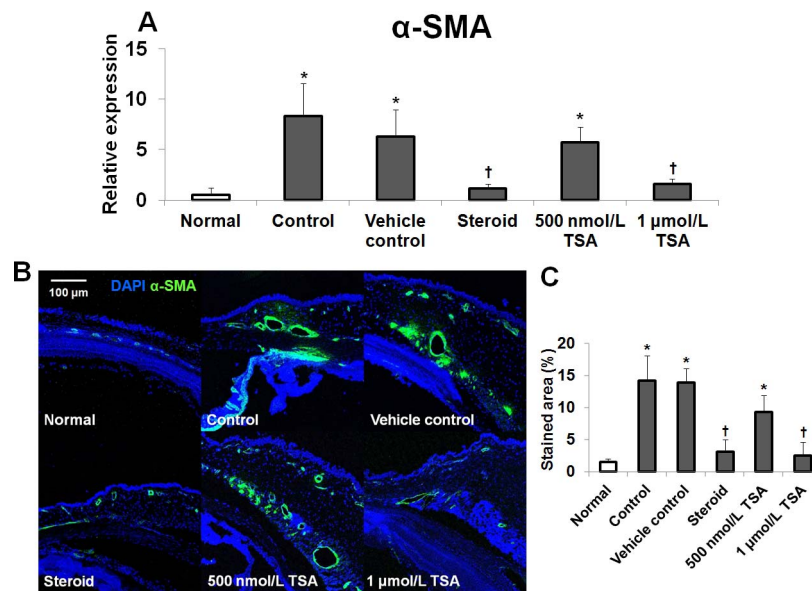 A
α-SMA
Relative expression
15
10
5
0
*
*
†
*
†
Normal
Control
Vehicle
control
Steroid
500 nmol/L
TSA
1 µmol/L
TSA
B
100 µm
DAPI α-SMA
Normal
Control
Vehicle control
Steroid
500 nmol/L TSA
1 µmol/L TSA
C
Stained area (%)
20
15
10
5
0
*
*
†
*
†
Normal
Control
Vehicle control
Steroid
500 nmol/L TSA
1 µmol/L TSA